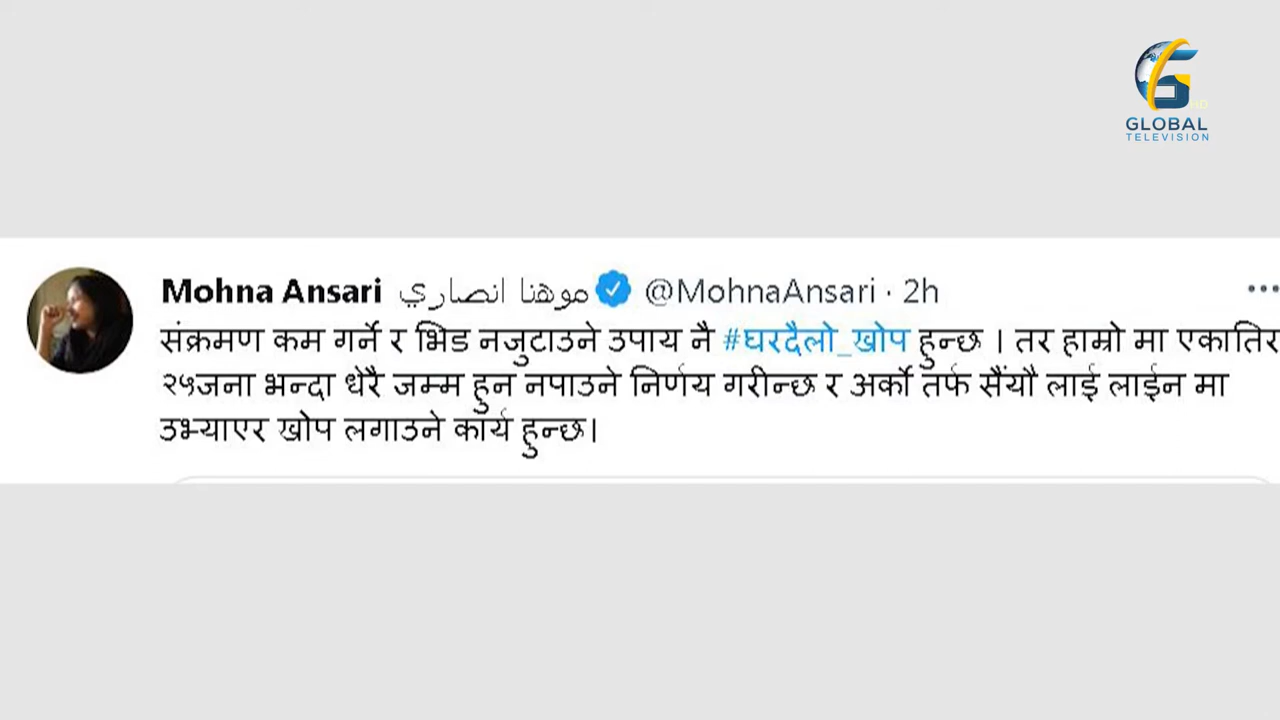 HD
GLOBAL
TELEVISION
Mohna Ansari موهنا انصاري @MohnaAnsari · 2h
संक्रमण कम गर्ने र भिड नजुटाउने उपाय नै #घरदैलो_खोप हुन्छ । तर हाम्रो मा एकातिर
२५जना भन्दा धेरै जम्म हुन नपाउने निर्णय गरीन्छ र अर्को तर्फ सैंयौ लाई लाईन मा
उभ्याएर खोप लगाउने कार्य हुन्छ।